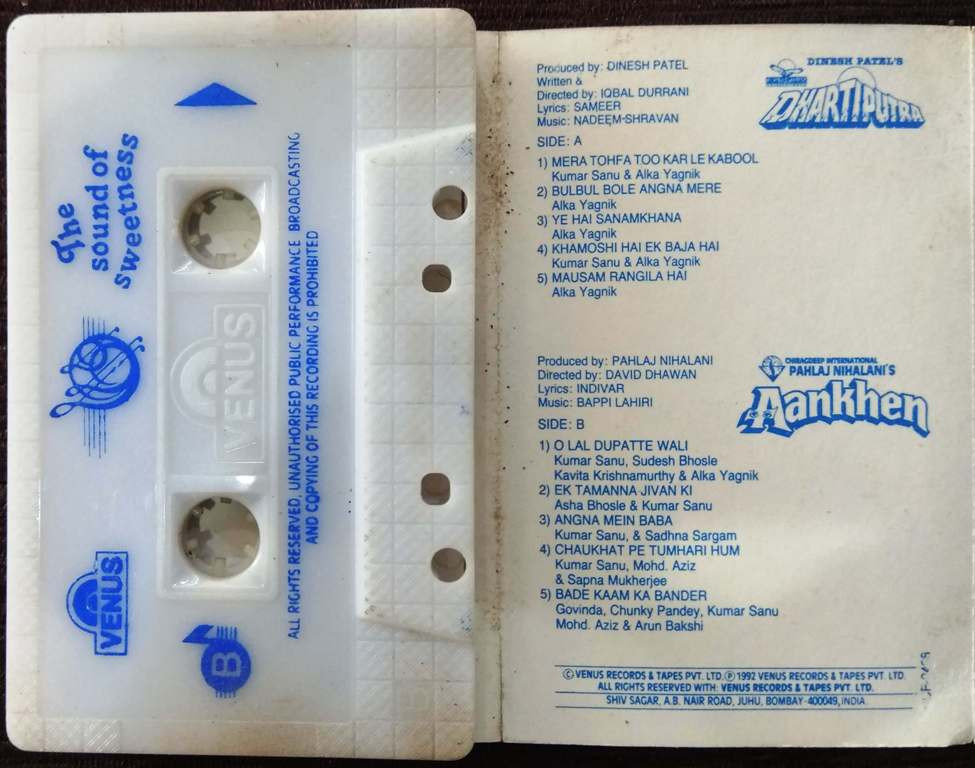 The
sound of
sweetness
VENUS
B
VENUS
ALL RIGHTS RESERVED, UNAUTHORISED PUBLIC PERFORMANCE BROADCASTING
AND COPYING OF THIS RECORDING IS PROHIBITED
Produced by: DINESH PATEL
Written &
Directed by: IQBAL DURRANI
Lyrics: SAMEER
Music: NADEEM-SHRAVAN
DINESH PATEL'S
DHARTIPUTRA
SIDE: A
1) MERA TOHFA TOO KAR LE KABOOL
Kumar Sanu & Alka Yagnik
2) BULBUL BOLE ANGNA MERE
Alka Yagnik
3) YE HAI SANAMKHANA
Alka Yagnik
4) KHAMOSHI HAI EK BAJA HAI
Kumar Sanu & Alka Yagnik
5) MAUSAM RANGILA HAI
Alka Yagnik
Produced by: PAHLAJ NIHALANI
Directed by: DAVID DHAWAN
Lyrics: INDIVAR
Music: BAPPI LAHIRI
CHIRAGDEEP INTERNATIONAL
PAHLAJ NIHALANI'S
Aankhen
SIDE: B
1) O LAL DUPATTE WALI
Kumar Sanu, Sudesh Bhosle
Kavita Krishnamurthy & Alka Yagnik
2) EK TAMANNA JIVAN KI
Asha Bhosle & Kumar Sanu
3) ANGNA MEIN BABA
Kumar Sanu, & Sadhna Sargam
4) CHAUKHAT PE TUMHARI HUM
Kumar Sanu, Mohd. Aziz
& Sapna Mukherjee
5) BADE KAAM KA BANDER
Govinda, Chunky Pandey, Kumar Sanu
Mohd. Aziz & Arun Bakshi
© VENUS RECORDS & TAPES PVT. LTD. ℗ 1992 VENUS RECORDS & TAPES PVT. LTD.
ALL RIGHTS RESERVED WITH: VENUS RECORDS & TAPES PVT. LTD.
SHIV SAGAR, A.B. NAIR ROAD, JUHU, BOMBAY-400049, INDIA